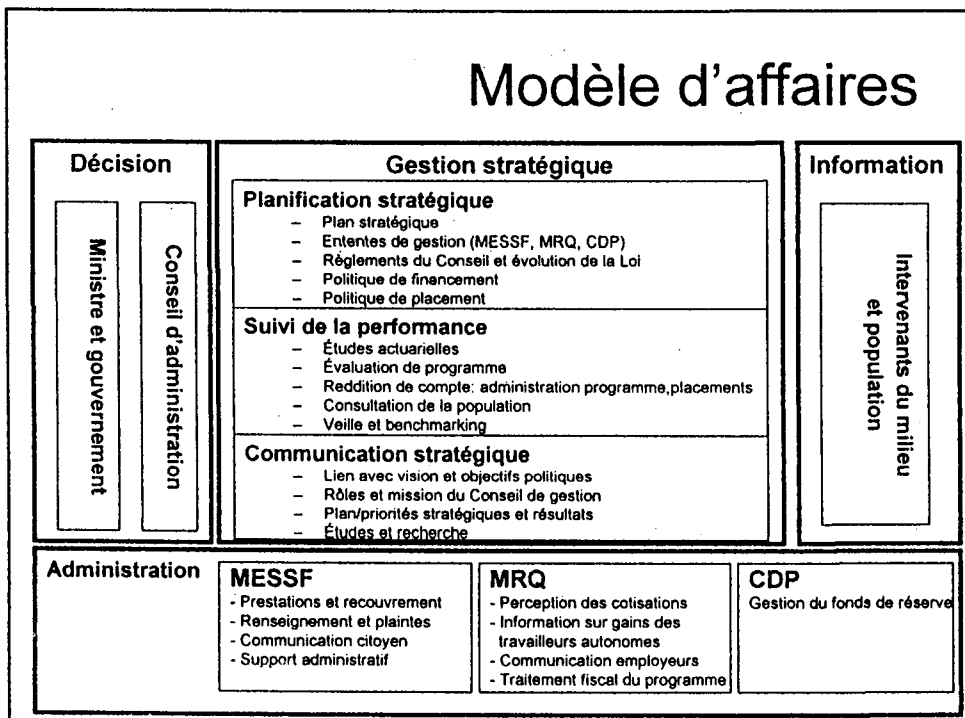 Modèle d'affaires
Décision
Ministre et gouvernement
Conseil d'administration
Gestion stratégique
Planification stratégique
– Plan stratégique
– Ententes de gestion (MESSF, MRQ, CDP)
– Règlements du Conseil et évolution de la Loi
– Politique de financement
– Politique de placement
Suivi de la performance
– Études actuarielles
– Évaluation de programme
– Reddition de compte: administration programme,placements
– Consultation de la population
– Veille et benchmarking
Communication stratégique
– Lien avec vision et objectifs politiques
– Rôles et mission du Conseil de gestion
– Plan/priorités stratégiques et résultats
– Études et recherche
Information
Intervenants du milieu
et population
Administration
MESSF
- Prestations et recouvrement
- Renseignement et plaintes
- Communication citoyen
- Support administratif
MRQ
- Perception des cotisations
- Information sur gains des
travailleurs autonomes
- Communication employeurs
- Traitement fiscal du programme
CDP
Gestion du fonds de réserve